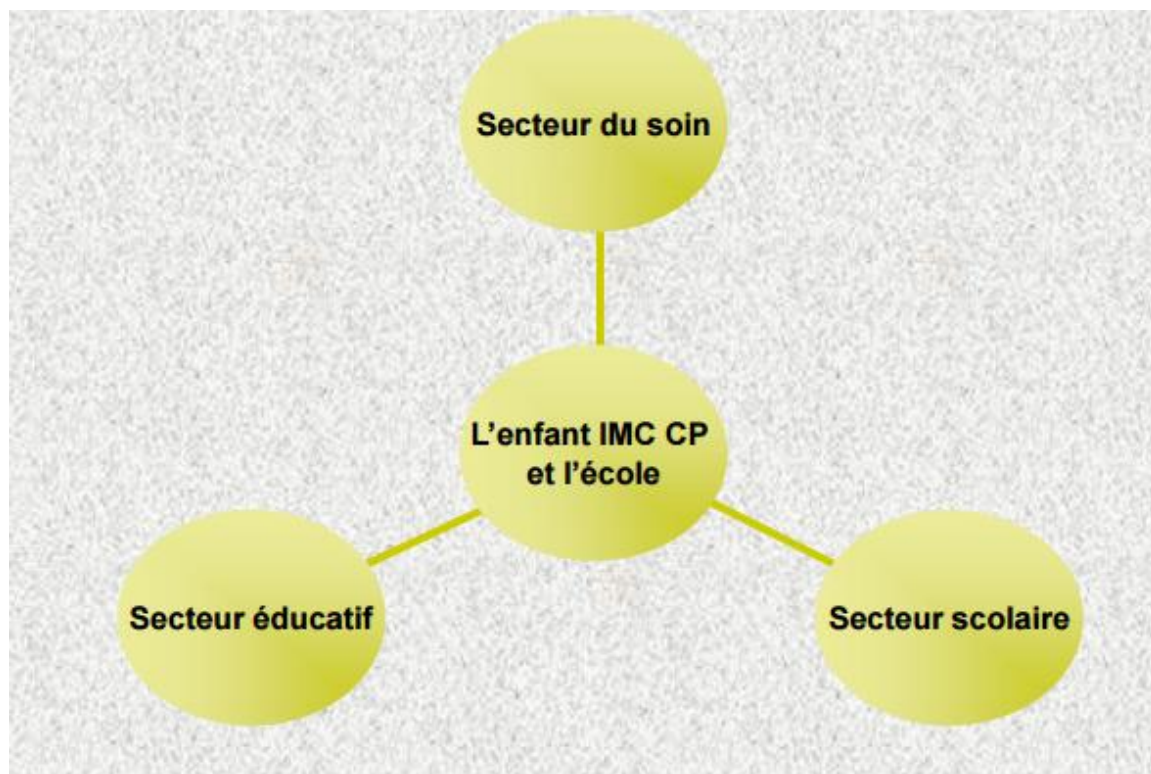 Secteur du soin
L’enfant IMC CP
et l’école
Secteur éducatif
Secteur scolaire